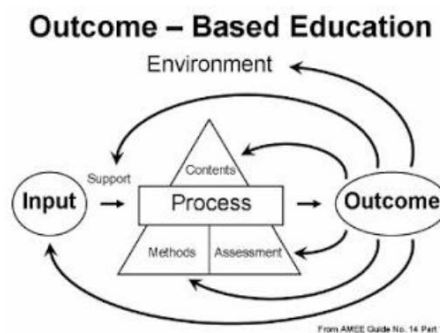 Outcome – Based Education
Environment
Support
Contents
Input
Process
Outcome
Methods
Assessment
From AMEE Guide No. 14 Part